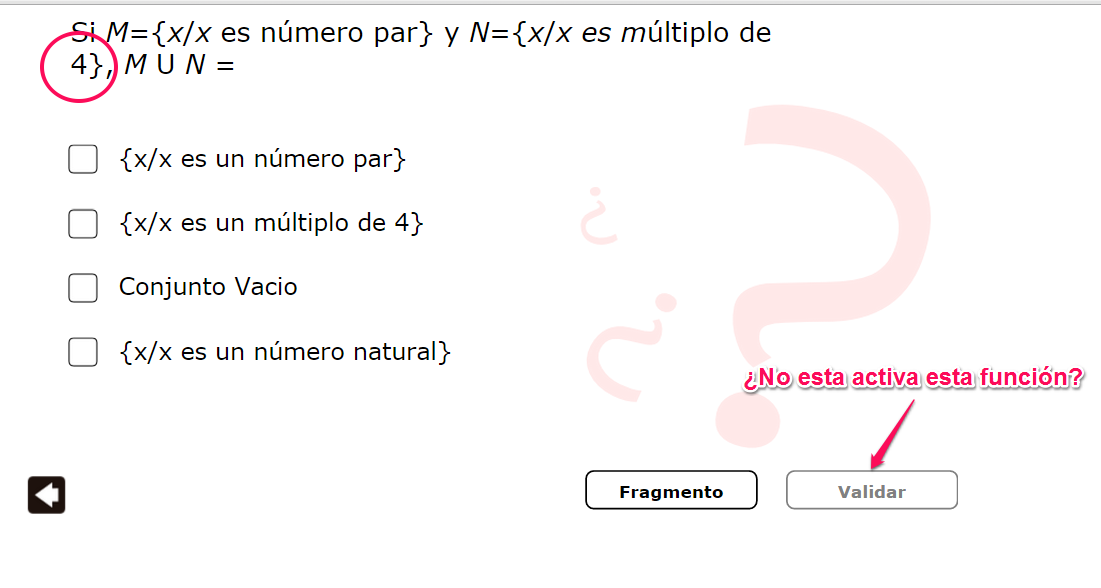 Si M={x/x es número par} y N={x/x es múltiplo de
4}, M U N =
{x/x es un número par}
{x/x es un múltiplo de 4}
Conjunto Vacio
{x/x es un número natural}
¿No esta activa esta función?
Fragmento
Validar